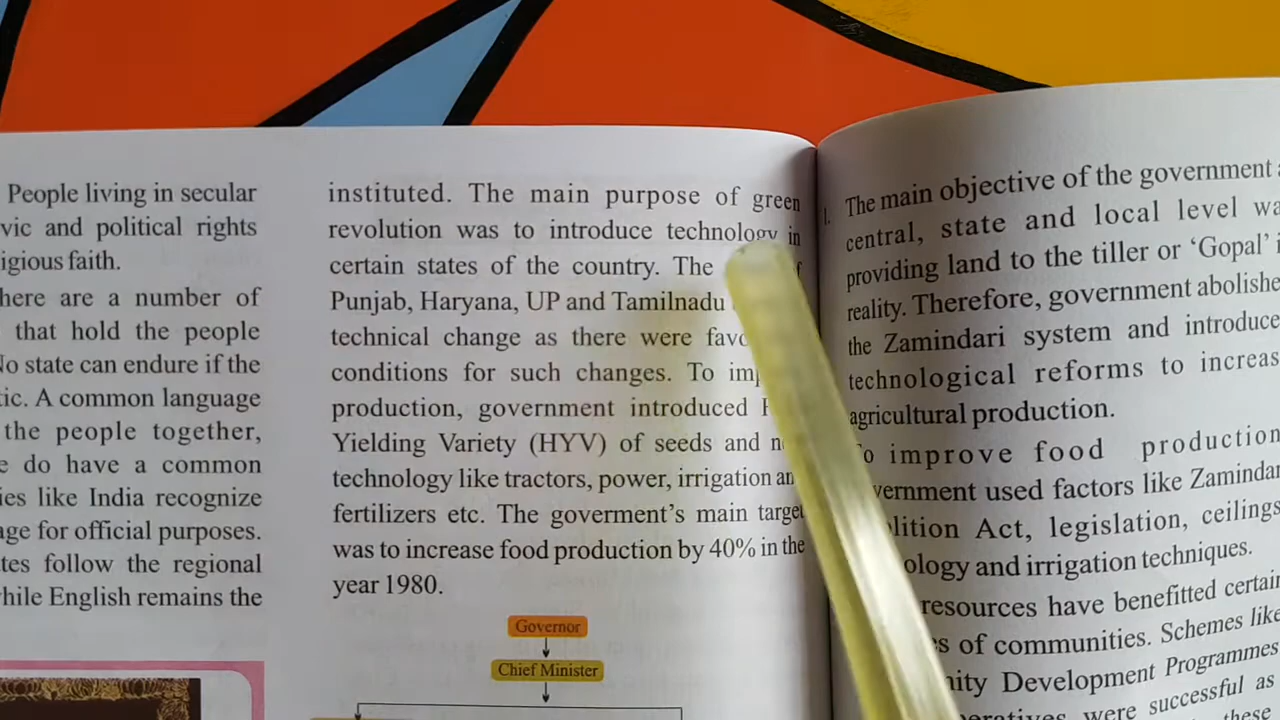 People living in secular
vic and political rights
igious faith.
here are a number of
that hold the people
No state can endure if the
tic. A common language
the people together,
e do have a common
ies like India recognize
age for official purposes.
tes follow the regional
while English remains the
instituted. The main purpose of green
revolution was to introduce technology in
certain states of the country. The
Punjab, Haryana, UP and Tamilnadu
technical change as there were favo
conditions for such changes. To imp
production, government introduced H
Yielding Variety (HYV) of seeds and n
technology like tractors, power, irrigation an
fertilizers etc. The goverment's main target
was to increase food production by 40% in the
year 1980.
Governor
Chief Minister
l. The main objective of the government a
central, state and local level wa
providing land to the tiller or 'Gopal' i
reality. Therefore, government abolishe
the Zamindari system and introduce
technological reforms to increas
agricultural production.
To improve food production
vernment used factors like Zamindar
lition Act, legislation, ceilings
ology and irrigation techniques.
resources have benefitted certain
s of communities. Schemes like
nity Development Programmes
eratives were successful as
these